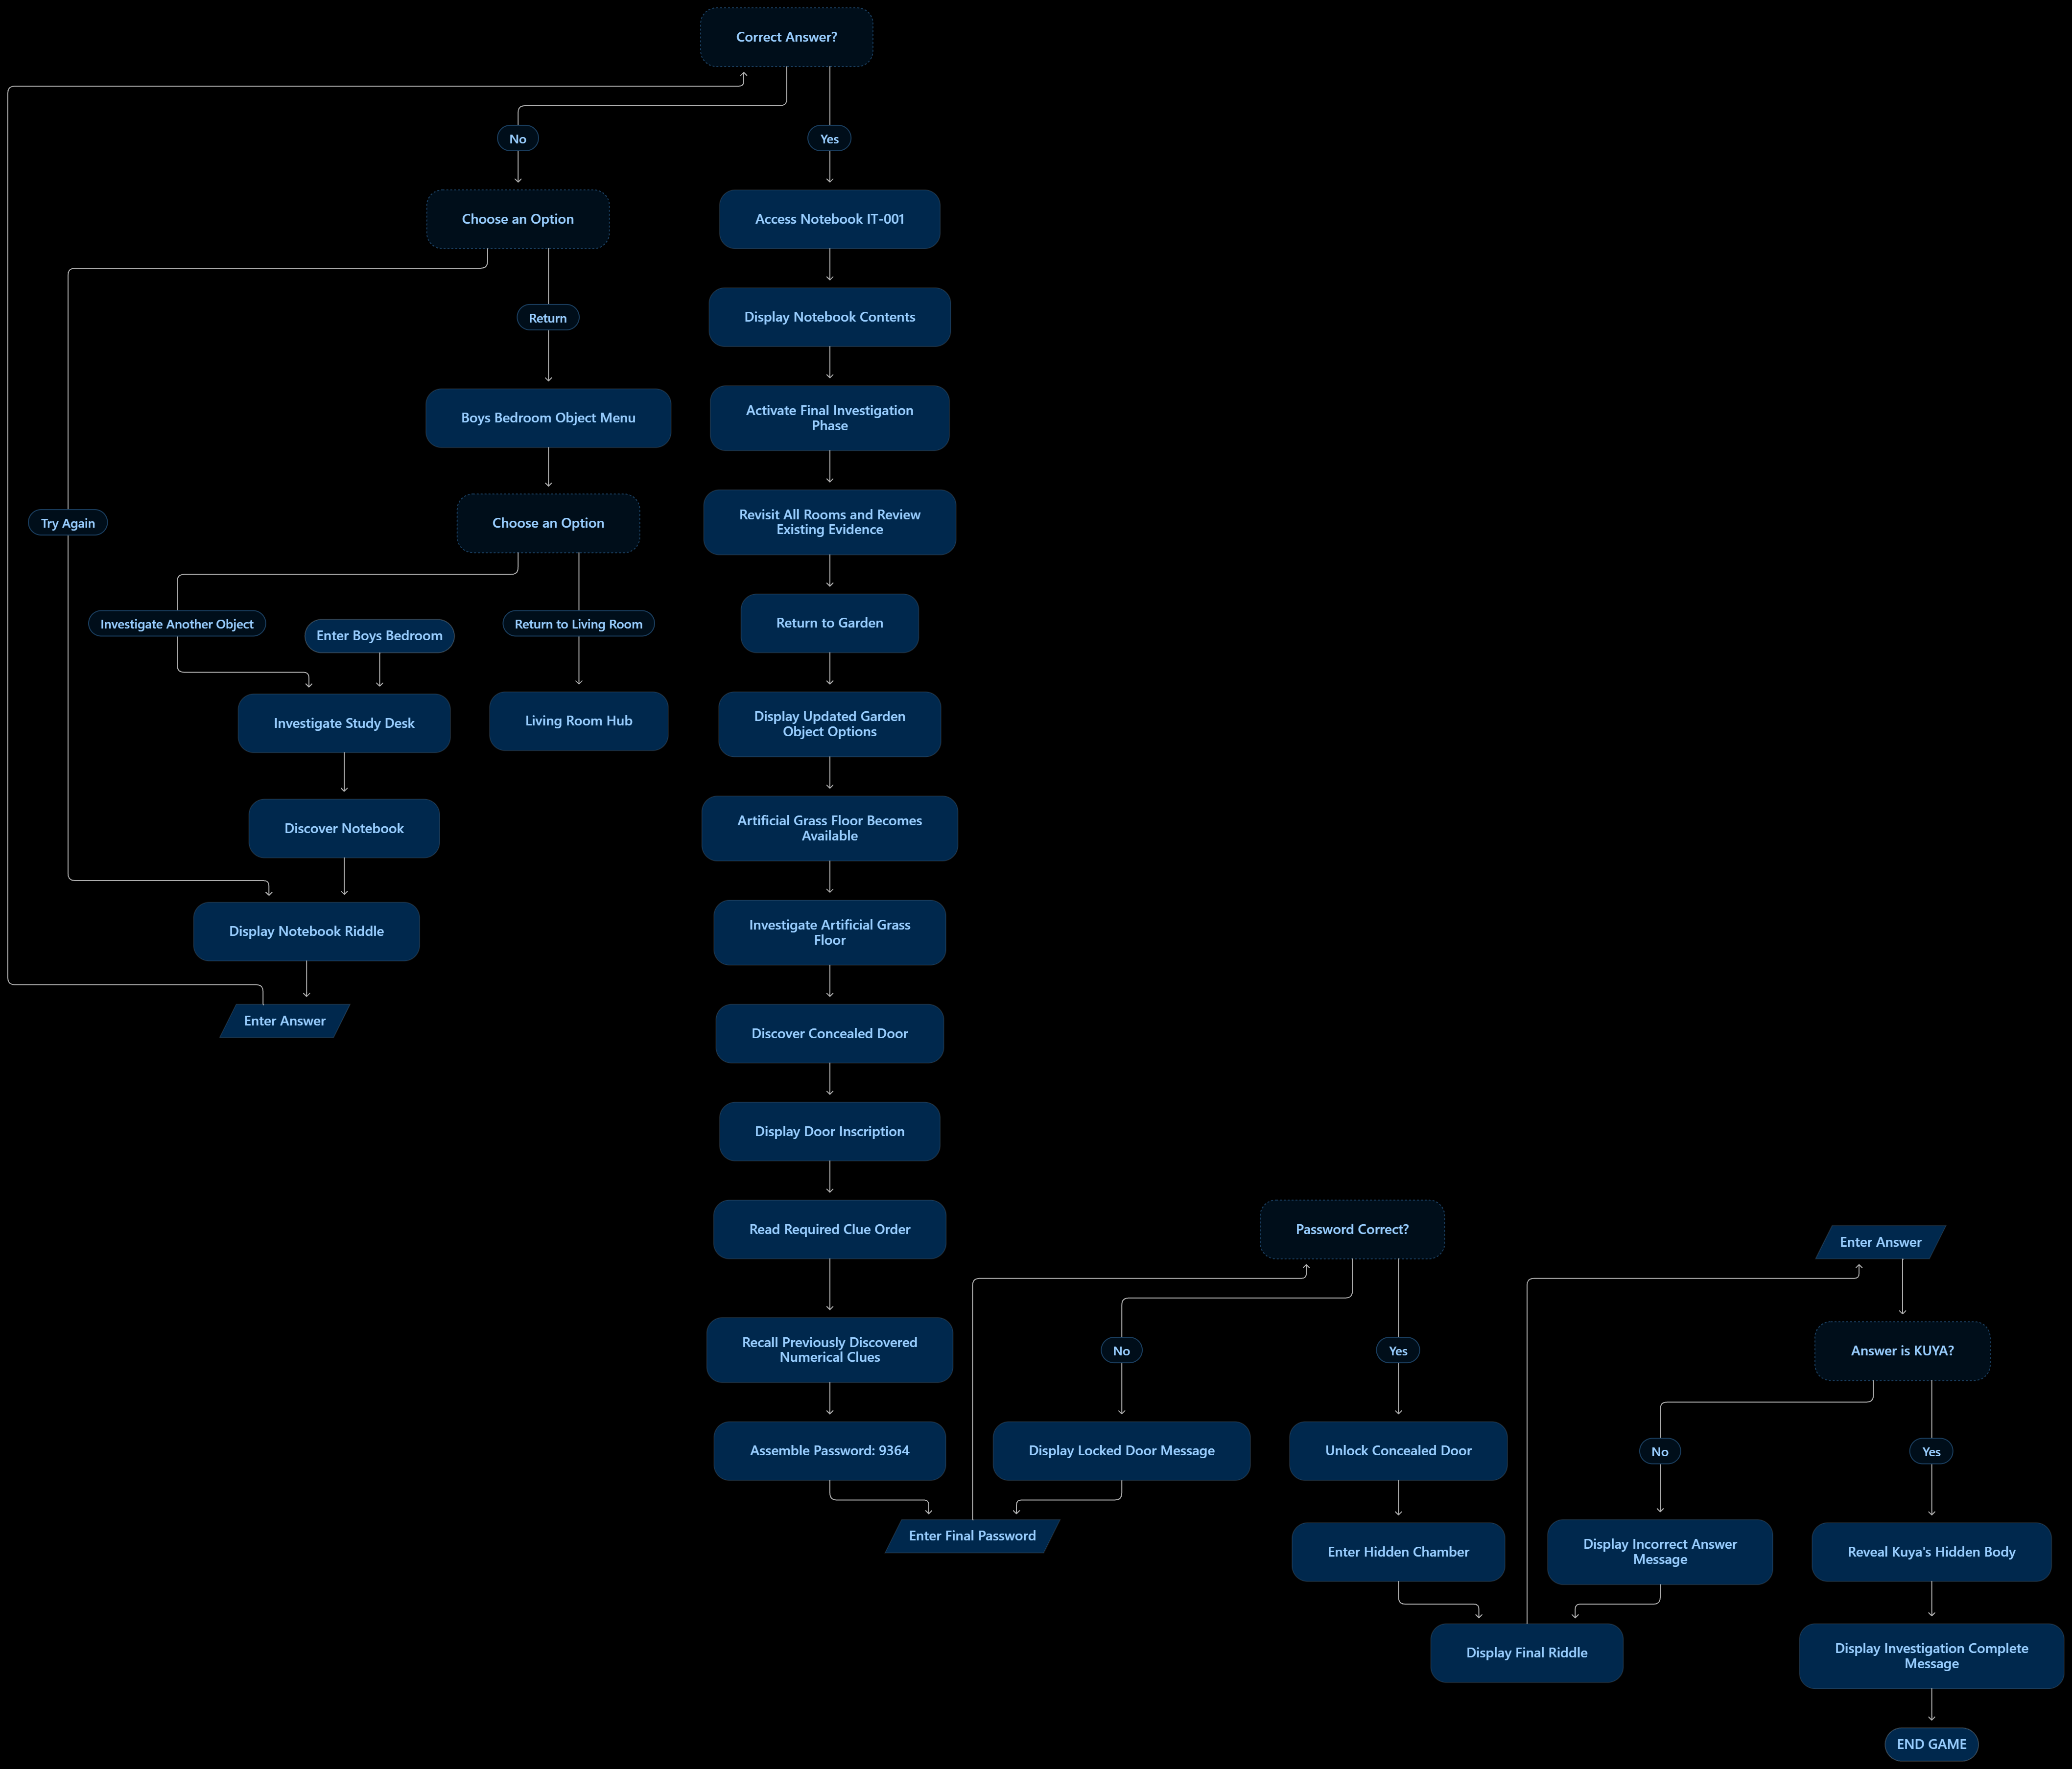 Correct Answer?
No
Yes
Choose an Option
Access Notebook IT-001
Display Notebook Contents
Return
Activate Final Investigation
Phase
Boys Bedroom Object Menu
Try Again
Choose an Option
Revisit All Rooms and Review
Existing Evidence
Investigate Another Object
Enter Boys Bedroom
Return to Living Room
Return to Garden
Investigate Study Desk
Living Room Hub
Display Updated Garden
Object Options
Discover Notebook
Artificial Grass Floor Becomes
Available
Display Notebook Riddle
Investigate Artificial Grass
Floor
Enter Answer
Discover Concealed Door
Display Door Inscription
Read Required Clue Order
Password Correct?
Enter Answer
Recall Previously Discovered
Numerical Clues
No
Yes
Answer is KUYA?
Assemble Password: 9364
Display Locked Door Message
Unlock Concealed Door
No
Yes
Enter Final Password
Enter Hidden Chamber
Display Incorrect Answer
Message
Reveal Kuya's Hidden Body
Display Final Riddle
Display Investigation Complete
Message
END GAME